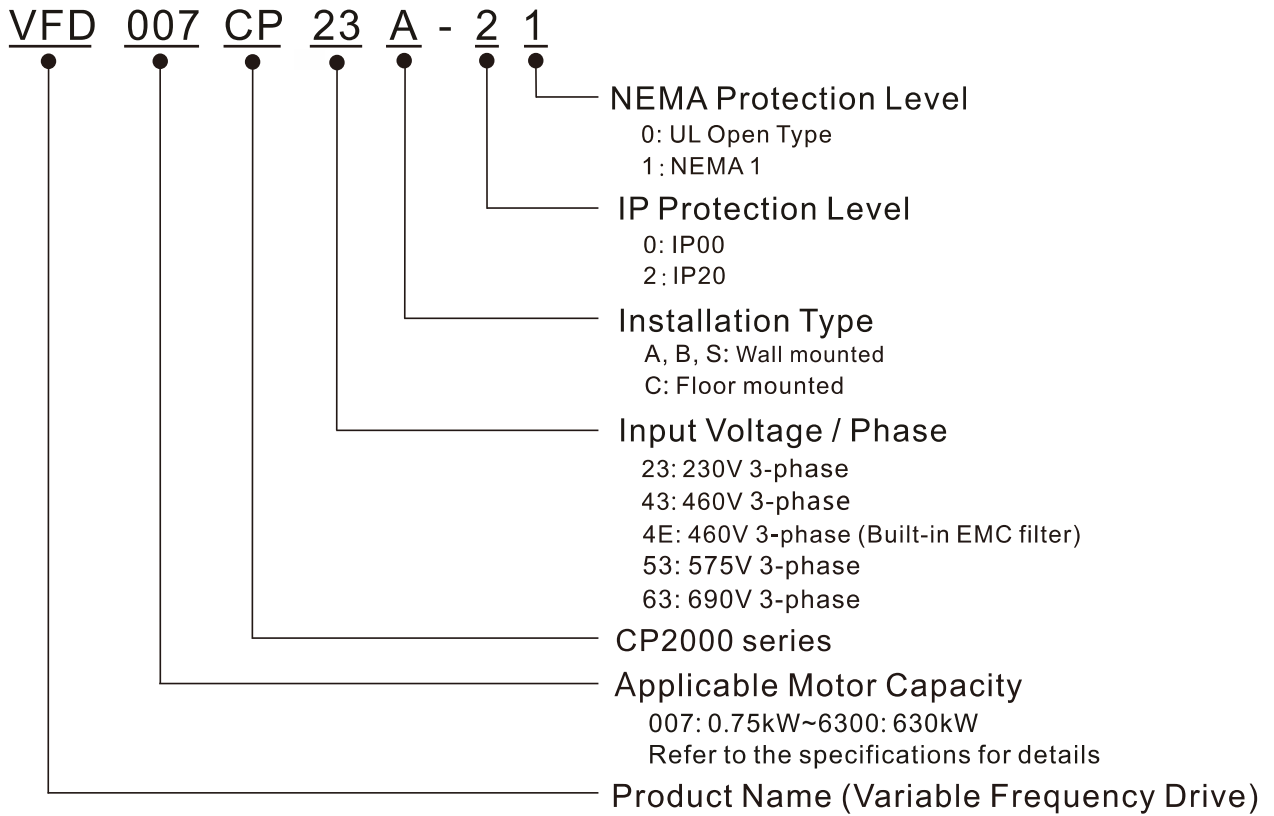 VFD 007 CP 23 A - 2 1
NEMA Protection Level
0: UL Open Type
1: NEMA 1
IP Protection Level
0: IP00
2: IP20
Installation Type
A, B, S: Wall mounted
C: Floor mounted
Input Voltage / Phase
23: 230V 3-phase
43: 460V 3-phase
4E: 460V 3-phase (Built-in EMC filter)
53: 575V 3-phase
63: 690V 3-phase
CP2000 series
Applicable Motor Capacity
007: 0.75kW~6300: 630kW
Refer to the specifications for details
Product Name (Variable Frequency Drive)